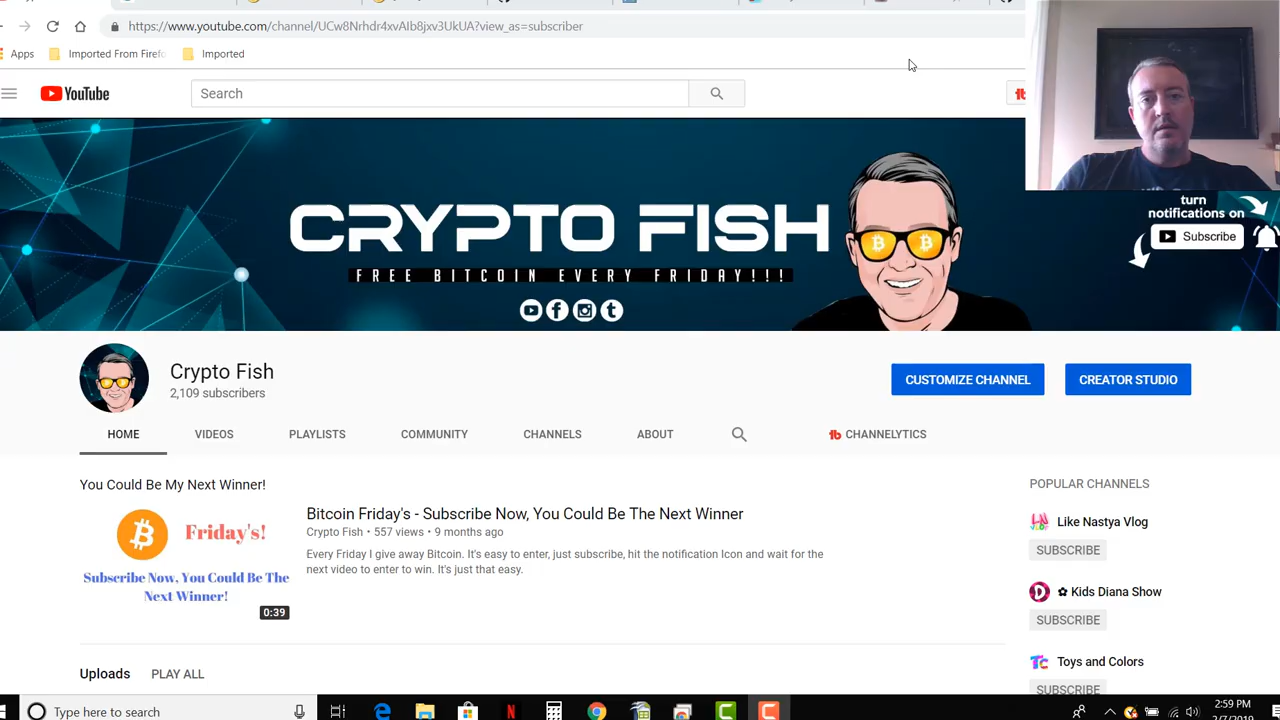 https://www.youtube.com/channel/UCw8Nrhdr4xvAIb8jxv3UkUA?view_as=subscriber
Apps
Imported From Firefo
Imported
YouTube
Search
CRYPTO FISH
FREE BITCOIN EVERY FRIDAY!!!
turn
notifications on
Subscribe
Crypto Fish
2,109 subscribers
CUSTOMIZE CHANNEL
CREATOR STUDIO
HOME
VIDEOS
PLAYLISTS
COMMUNITY
CHANNELS
ABOUT
CHANNELYTICS
You Could Be My Next Winner!
Friday's!
Subscribe Now, You Could Be The
Next Winner!
0:39
Bitcoin Friday's - Subscribe Now, You Could Be The Next Winner
Crypto Fish • 557 views • 9 months ago
Every Friday I give away Bitcoin. It's easy to enter, just subscribe, hit the notification Icon and wait for the
next video to enter to win. It's just that easy.
POPULAR CHANNELS
Like Nastya Vlog
SUBSCRIBE
✿ Kids Diana Show
SUBSCRIBE
Toys and Colors
SUBSCRIBE
Uploads
PLAY ALL
Type here to search
2:59 PM
2/7/2019